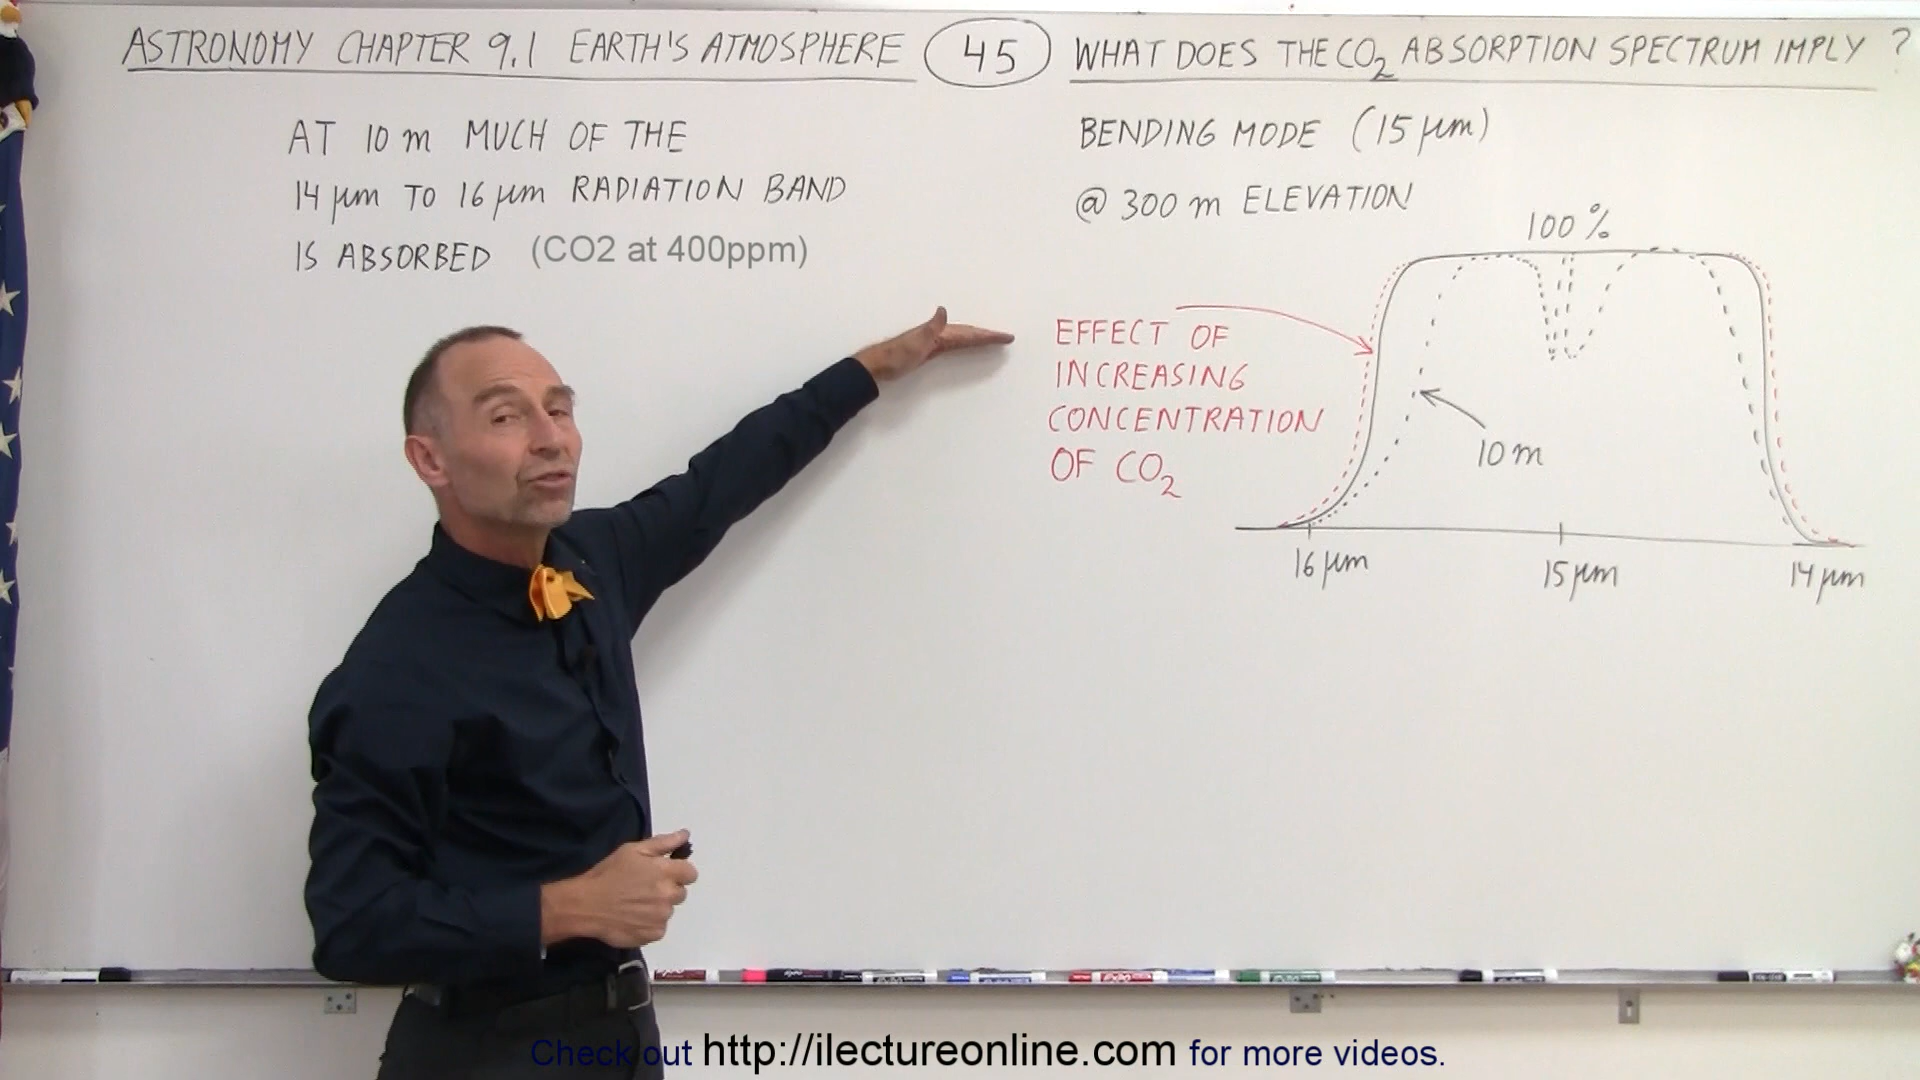 ASTRONOMY CHAPTER 9.1 EARTH'S ATMOSPHERE 45 WHAT DOES THE CO2 ABSORPTION SPECTRUM IMPLY ?
AT 10 m MUCH OF THE
14 μm TO 16 μm RADIATION BAND
IS ABSORBED (CO2 at 400ppm)
BENDING MODE (15 μm)
@ 300 m ELEVATION
100%
EFFECT OF
INCREASING
CONCENTRATION
OF CO2
10 m
16 μm 15 μm 14 μm
Check out http://ilectureonline.com for more videos.